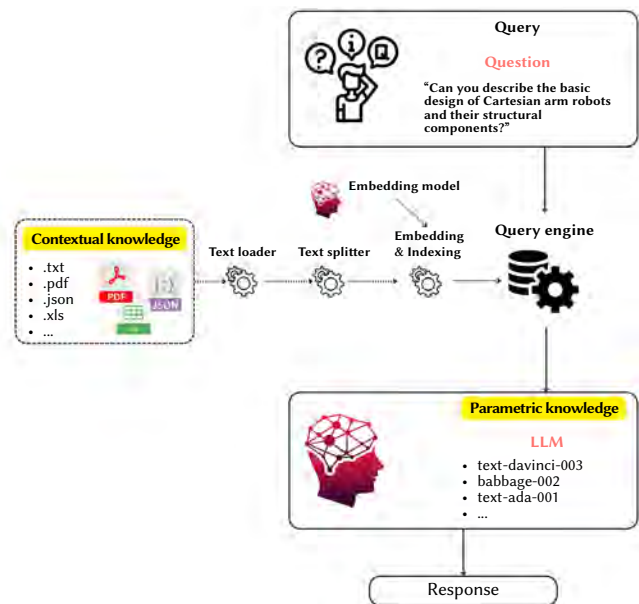 Query
Question
“Can you describe the basic
design of Cartesian arm robots
and their structural
components?”
Embedding model
Contextual knowledge
• .txt
• .pdf
• .json
• .xls
• ...
PDF
JSON
Text loader
Text splitter
Embedding
& Indexing
Query engine
Parametric knowledge
LLM
• text-davinci-003
• babbage-002
• text-ada-001
• ...
Response